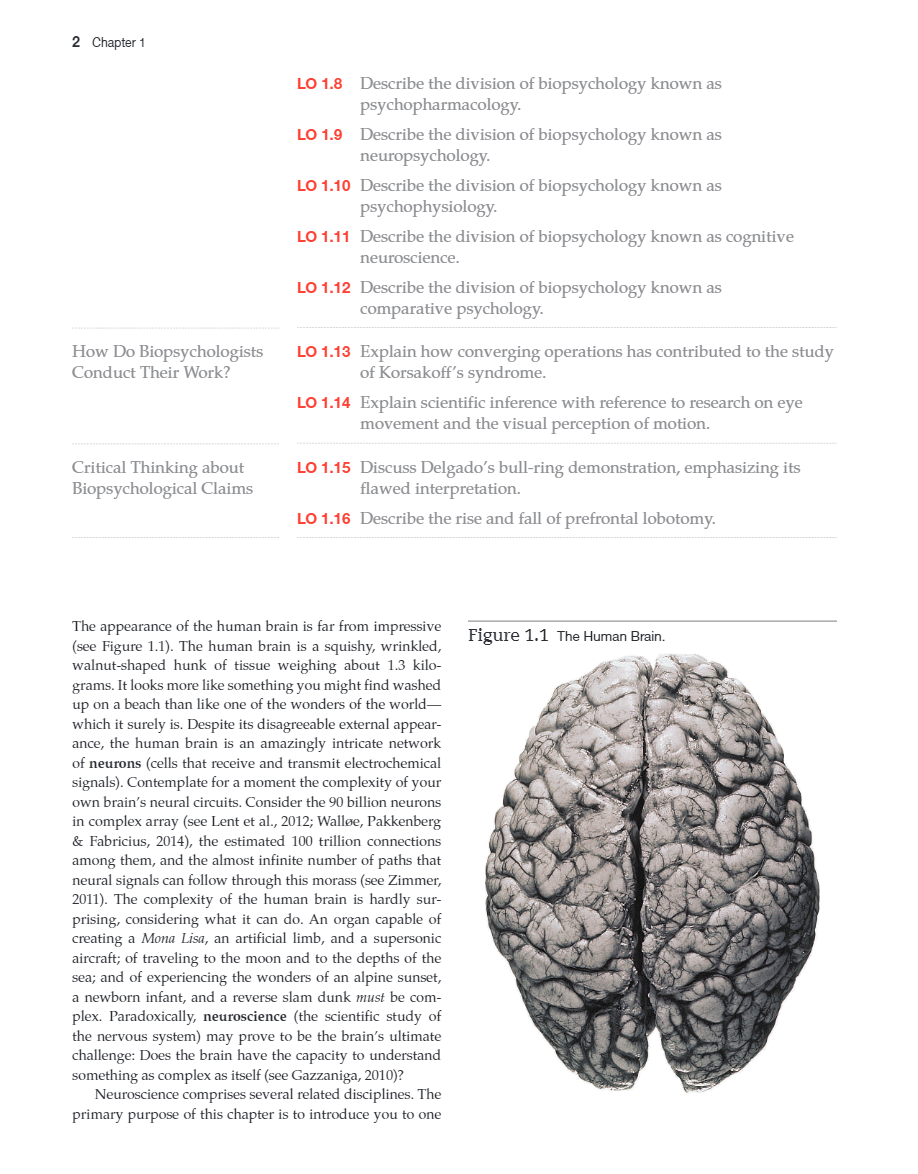 2 Chapter 1
LO 1.8 Describe the division of biopsychology known as
psychopharmacology.
LO 1.9 Describe the division of biopsychology known as
neuropsychology.
LO 1.10 Describe the division of biopsychology known as
psychophysiology.
LO 1.11 Describe the division of biopsychology known as cognitive
neuroscience.
LO 1.12 Describe the division of biopsychology known as
comparative psychology.
How Do Biopsychologists
Conduct Their Work?
LO 1.13 Explain how converging operations has contributed to the study
of Korsakoff’s syndrome.
LO 1.14 Explain scientific inference with reference to research on eye
movement and the visual perception of motion.
Critical Thinking about
Biopsychological Claims
LO 1.15 Discuss Delgado’s bull-ring demonstration, emphasizing its
flawed interpretation.
LO 1.16 Describe the rise and fall of prefrontal lobotomy.
The appearance of the human brain is far from impressive
(see Figure 1.1). The human brain is a squishy, wrinkled,
walnut-shaped hunk of tissue weighing about 1.3 kilo-
grams. It looks more like something you might find washed
up on a beach than like one of the wonders of the world—
which it surely is. Despite its disagreeable external appear-
ance, the human brain is an amazingly intricate network
of neurons (cells that receive and transmit electrochemical
signals). Contemplate for a moment the complexity of your
own brain’s neural circuits. Consider the 90 billion neurons
in complex array (see Lent et al., 2012; Walløe, Pakkenberg
& Fabricius, 2014), the estimated 100 trillion connections
among them, and the almost infinite number of paths that
neural signals can follow through this morass (see Zimmer,
2011). The complexity of the human brain is hardly sur-
prising, considering what it can do. An organ capable of
creating a Mona Lisa, an artificial limb, and a supersonic
aircraft; of traveling to the moon and to the depths of the
sea; and of experiencing the wonders of an alpine sunset,
a newborn infant, and a reverse slam dunk must be com-
plex. Paradoxically, neuroscience (the scientific study of
the nervous system) may prove to be the brain’s ultimate
challenge: Does the brain have the capacity to understand
something as complex as itself (see Gazzaniga, 2010)?
Neuroscience comprises several related disciplines. The
primary purpose of this chapter is to introduce you to one
Figure 1.1 The Human Brain.